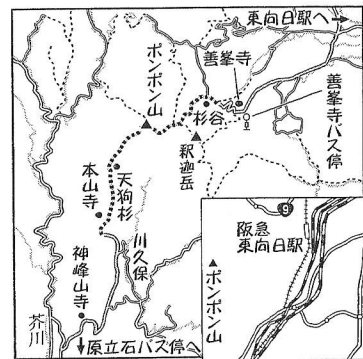 東向日駅へ
善峯寺
ポンポン山
杉谷
善峯寺バス停
釈迦岳
天狗杉
本山寺
川久保
神峰山寺
芥川
原立石バス停へ
9
阪急
東向日駅
ポンポン山